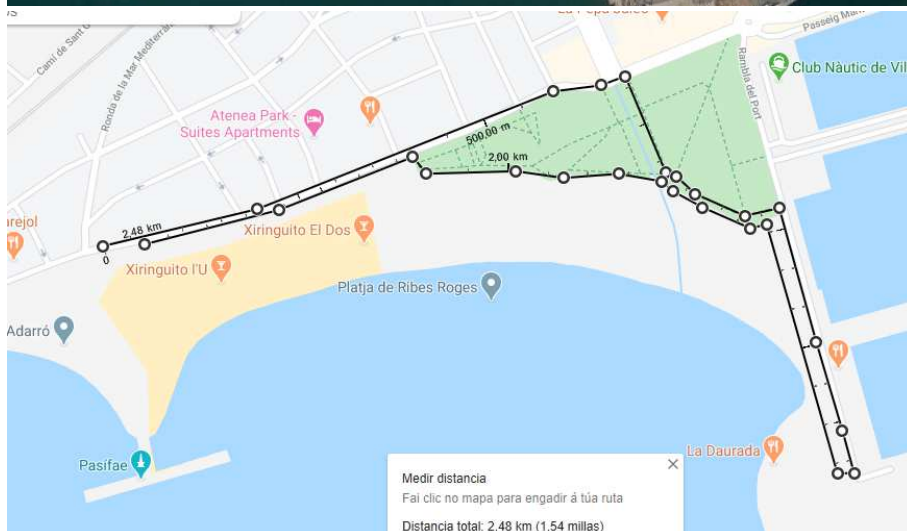 La Pepa Sales
Passeig Mar
Camí de Sant G
Ronda de la Mar Mediterr
Rambla del Port
Club Nàutic de Vil
Atenea Park -
Suites Apartments
500,00 m
2,00 km
2,48 km
0
arejol
Xiringuito El Dos
Xiringuito l'U
Platja de Ribes Roges
Adarró
Pasifae
La Daurada
Medir distancia
Fai clic no mapa para engadir á túa ruta
Distancia total: 2,48 km (1,54 millas)